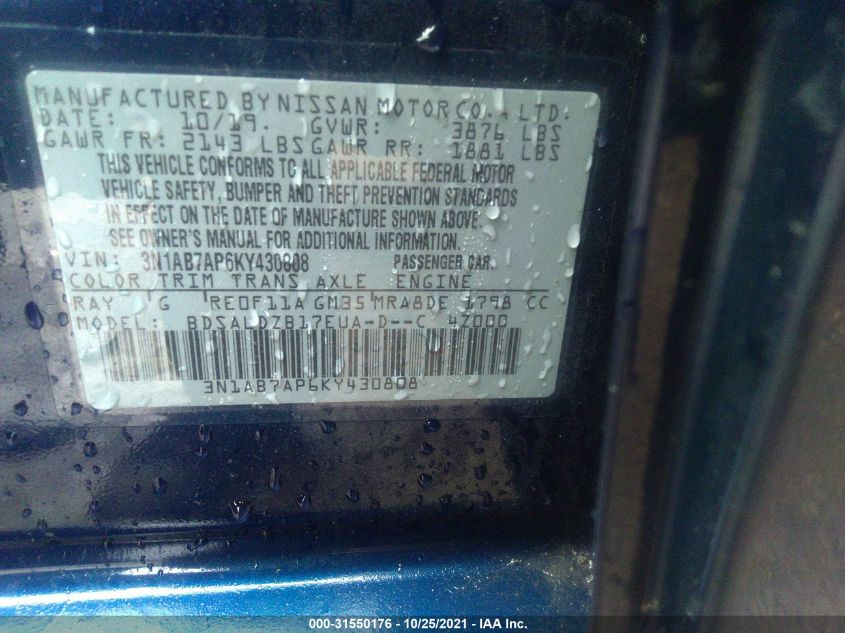 MANUFACTURED BY NISSAN MOTOR CO., LTD.
DATE: 10/19. GVWR: 3876 LBS
GAWR FR: 2143 LBS GAWR RR: 1881 LBS
THIS VEHICLE CONFORMS TO ALL APPLICABLE FEDERAL MOTOR
VEHICLE SAFETY, BUMPER AND THEFT PREVENTION STANDARDS
IN EFFECT ON THE DATE OF MANUFACTURE SHOWN ABOVE.
SEE OWNER'S MANUAL FOR ADDITIONAL INFORMATION.
VIN: 3N1AB7AP6KY430808 PASSENGER CAR
COLOR TRIM TRANS AXLE ENGINE
RAY G RE0F11A GM35 MRA8DE 1798 CC
MODEL: BDSALDZB17EUA-D--C 4Z000
3N1AB7AP6KY430808
000-31550176 - 10/25/2021 - IAA Inc.